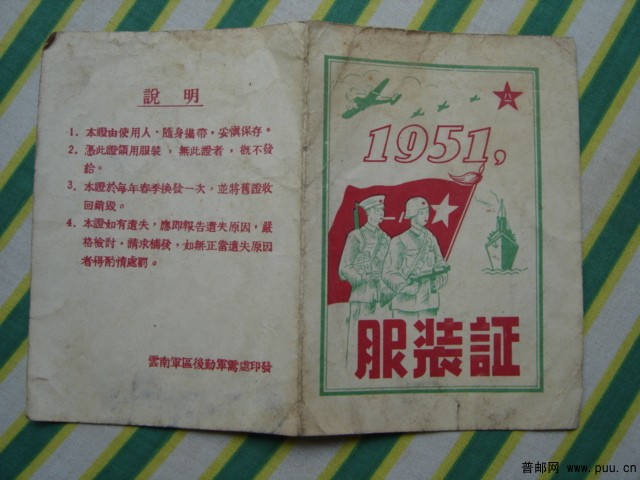 說明
1. 本證由使用人，隨身攜帶，妥慎保存。
2. 憑此證領用服裝，無此證者，概不發
給。
3. 本證於每年春季換發一次，並將舊證收
回銷毀。
4. 本證如有遺失，應即報告遺失原因，嚴
格檢討，請求補發，如無正當遺失原因
者得酌情處罰。
雲南軍區後勤軍需處印發
八一
1951,
服装証
普邮网 www.puu.cn